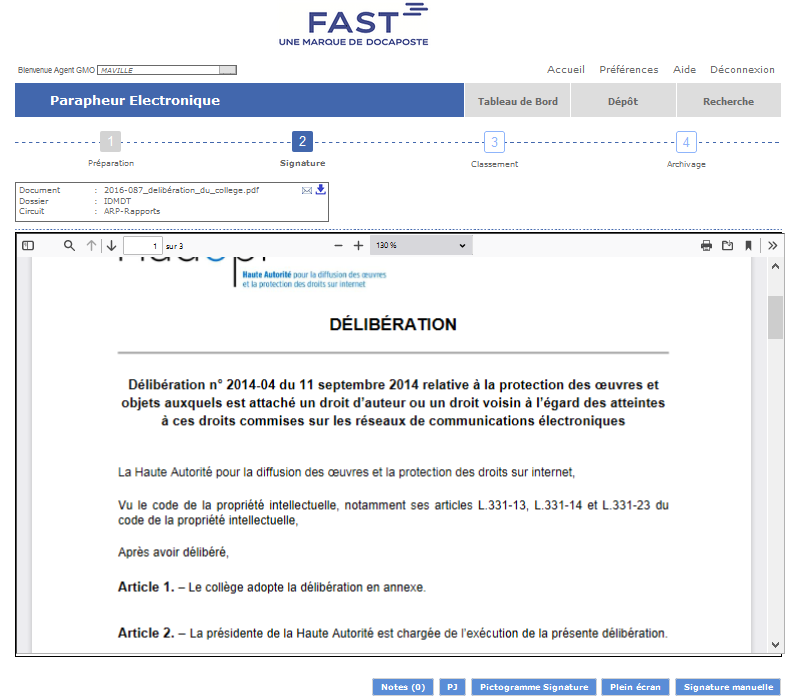 FAST
UNE MARQUE DE DOCAPOSTE
Bienvenue Agent GMO MAVILLE
Accueil Préférences Aide Déconnexion
Parapheur Electronique
Tableau de Bord Dépôt Recherche
1 2 3 4
Préparation Signature Classement Archivage
Document : 2016-087_delibération_du_college.pdf
Dossier : IDMDT
Circuit : ARP-Rapports
1 sur 3 130 %
Haute Autorité pour la diffusion des œuvres
et la protection des droits sur internet
DÉLIBÉRATION
Délibération n° 2014-04 du 11 septembre 2014 relative à la protection des œuvres et
objets auxquels est attaché un droit d'auteur ou un droit voisin à l'égard des atteintes
à ces droits commises sur les réseaux de communications électroniques
La Haute Autorité pour la diffusion des œuvres et la protection des droits sur internet,
Vu le code de la propriété intellectuelle, notamment ses articles L.331-13, L.331-14 et L.331-23 du
code de la propriété intellectuelle,
Après avoir délibéré,
Article 1. – Le collège adopte la délibération en annexe.
Article 2. – La présidente de la Haute Autorité est chargée de l'exécution de la présente délibération.
Notes (0) PJ Pictogramme Signature Plein écran Signature manuelle